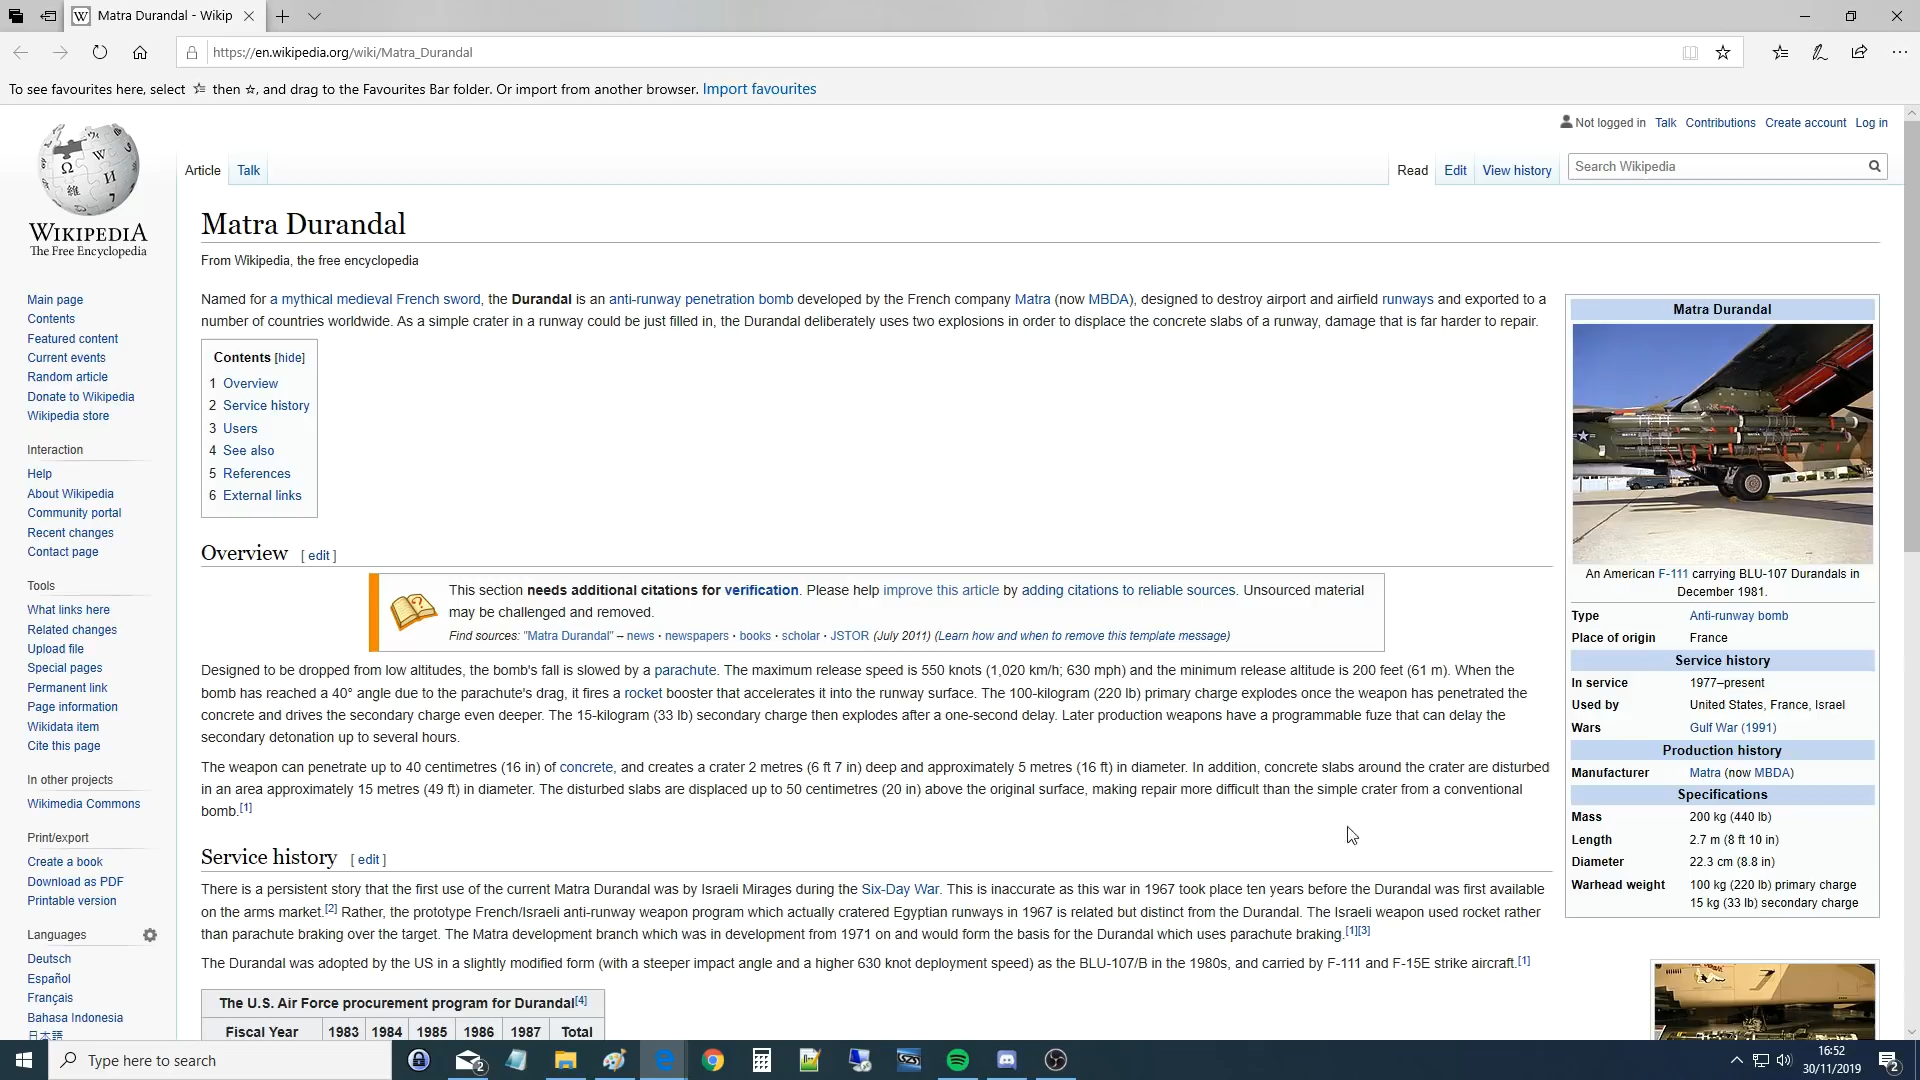 Matra Durandal - Wikip
https://en.wikipedia.org/wiki/Matra_Durandal
To see favourites here, select then , and drag to the Favourites Bar folder. Or import from another browser. Import favourites
Not logged in Talk Contributions Create account Log in
Article Talk Read Edit View history Search Wikipedia
WIKIPEDIA
The Free Encyclopedia
Main page
Contents
Featured content
Current events
Random article
Donate to Wikipedia
Wikipedia store
Interaction
Help
About Wikipedia
Community portal
Recent changes
Contact page
Tools
What links here
Related changes
Upload file
Special pages
Permanent link
Page information
Wikidata item
Cite this page
In other projects
Wikimedia Commons
Print/export
Create a book
Download as PDF
Printable version
Languages
Deutsch
Español
Français
Bahasa Indonesia
日本語
Matra Durandal
From Wikipedia, the free encyclopedia
Named for a mythical medieval French sword, the Durandal is an anti-runway penetration bomb developed by the French company Matra (now MBDA), designed to destroy airport and airfield runways and exported to a
number of countries worldwide. As a simple crater in a runway could be just filled in, the Durandal deliberately uses two explosions in order to displace the concrete slabs of a runway, damage that is far harder to repair.
Contents [hide]
1 Overview
2 Service history
3 Users
4 See also
5 References
6 External links
Overview [ edit ]
This section needs additional citations for verification. Please help improve this article by adding citations to reliable sources. Unsourced material
may be challenged and removed.
Find sources: "Matra Durandal" – news · newspapers · books · scholar · JSTOR (July 2011) (Learn how and when to remove this template message)
Designed to be dropped from low altitudes, the bomb's fall is slowed by a parachute. The maximum release speed is 550 knots (1,020 km/h; 630 mph) and the minimum release altitude is 200 feet (61 m). When the
bomb has reached a 40° angle due to the parachute's drag, it fires a rocket booster that accelerates it into the runway surface. The 100-kilogram (220 lb) primary charge explodes once the weapon has penetrated the
concrete and drives the secondary charge even deeper. The 15-kilogram (33 lb) secondary charge then explodes after a one-second delay. Later production weapons have a programmable fuze that can delay the
secondary detonation up to several hours.
The weapon can penetrate up to 40 centimetres (16 in) of concrete, and creates a crater 2 metres (6 ft 7 in) deep and approximately 5 metres (16 ft) in diameter. In addition, concrete slabs around the crater are disturbed
in an area approximately 15 metres (49 ft) in diameter. The disturbed slabs are displaced up to 50 centimetres (20 in) above the original surface, making repair more difficult than the simple crater from a conventional
bomb.[1]
Service history [ edit ]
There is a persistent story that the first use of the current Matra Durandal was by Israeli Mirages during the Six-Day War. This is inaccurate as this war in 1967 took place ten years before the Durandal was first available
on the arms market.[2] Rather, the prototype French/Israeli anti-runway weapon program which actually cratered Egyptian runways in 1967 is related but distinct from the Durandal. The Israeli weapon used rocket rather
than parachute braking over the target. The Matra development branch which was in development from 1971 on and would form the basis for the Durandal which uses parachute braking.[1][3]
The Durandal was adopted by the US in a slightly modified form (with a steeper impact angle and a higher 630 knot deployment speed) as the BLU-107/B in the 1980s, and carried by F-111 and F-15E strike aircraft.[1]
The U.S. Air Force procurement program for Durandal[4]
Fiscal Year 1983 1984 1985 1986 1987 Total
Matra Durandal
An American F-111 carrying BLU-107 Durandals in
December 1981.
Type Anti-runway bomb
Place of origin France
Service history
In service 1977–present
Used by United States, France, Israel
Wars Gulf War (1991)
Production history
Manufacturer Matra (now MBDA)
Specifications
Mass 200 kg (440 lb)
Length 2.7 m (8 ft 10 in)
Diameter 22.3 cm (8.8 in)
Warhead weight 100 kg (220 lb) primary charge
15 kg (33 lb) secondary charge
Type here to search
2
16:52
30/11/2019
2